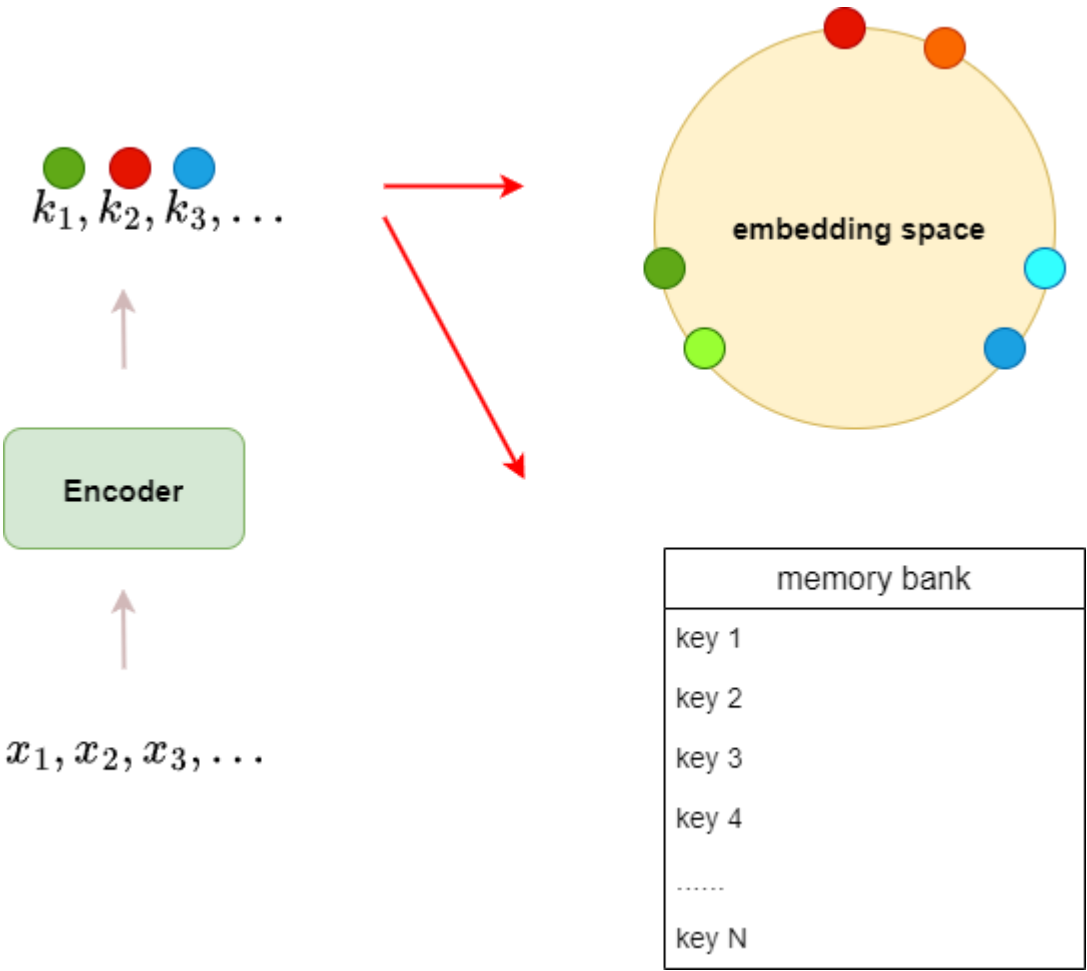 k₁, k₂, k₃, ...
embedding space
Encoder
x₁, x₂, x₃, ...
memory bank
key 1
key 2
key 3
key 4
......
key N